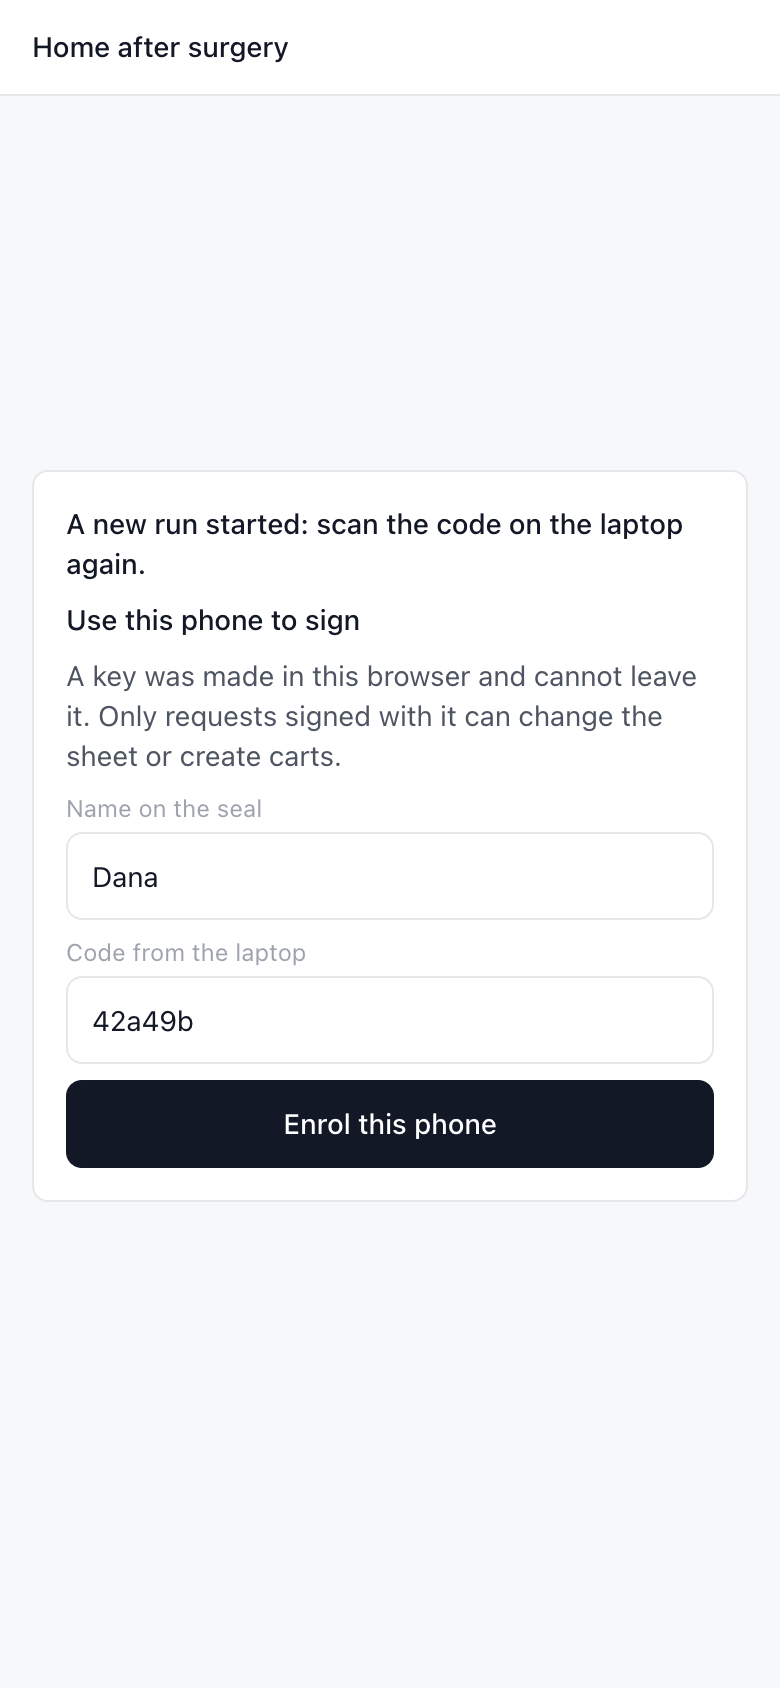 Home after surgery
A new run started: scan the code on the laptop
again.
Use this phone to sign
A key was made in this browser and cannot leave
it. Only requests signed with it can change the
sheet or create carts.
Name on the seal
Dana
Code from the laptop
42a49b
Enrol this phone